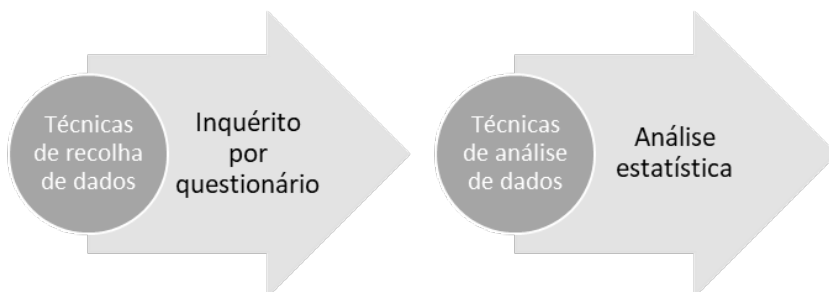 Técnicas
de recolha
de dados
Inquérito
por
questionário
Técnicas
de análise
de dados
Análise
estatística